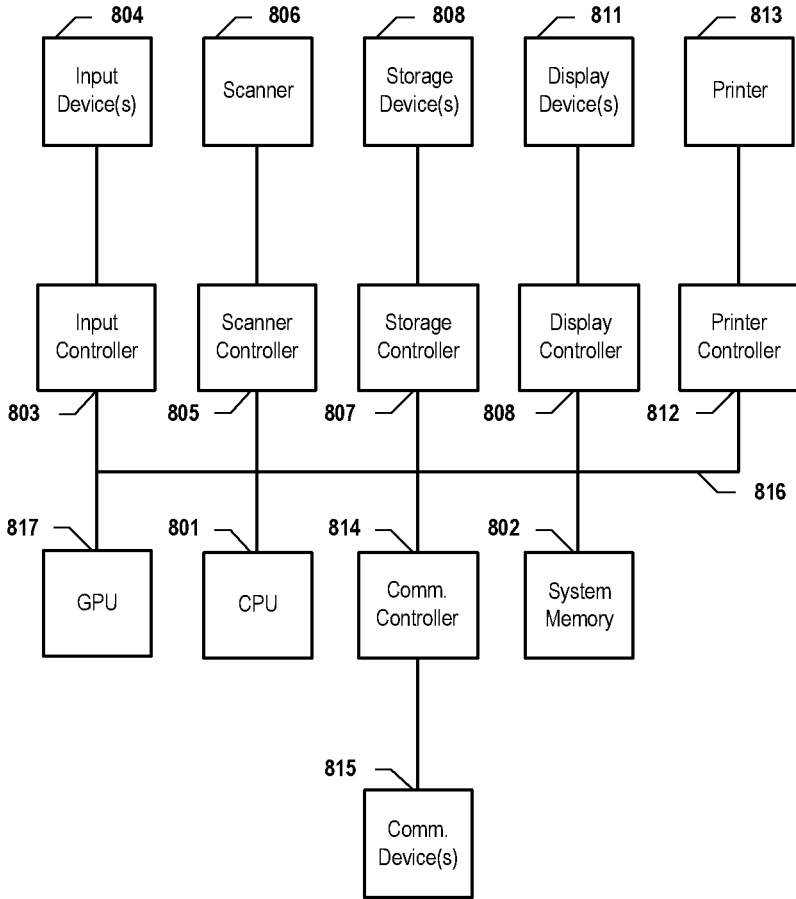 804
806
808
811
813
Input
Device(s)
Scanner
Storage
Device(s)
Display
Device(s)
Printer
Input
Controller
Scanner
Controller
Storage
Controller
Display
Controller
Printer
Controller
803
805
807
808
812
816
817
801
814
802
GPU
CPU
Comm.
Controller
System
Memory
815
Comm.
Device(s)